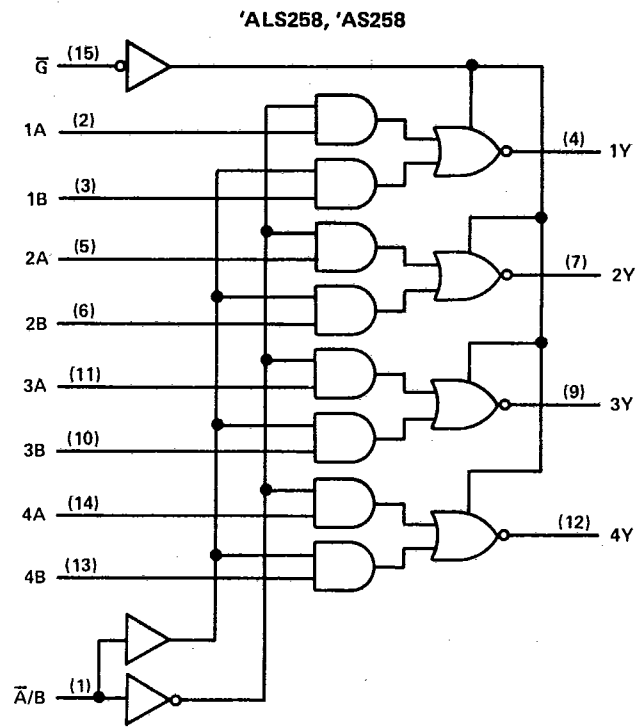 'ALS258, 'AS258
G̅ (15)
1A (2)
(4) 1Y
1B (3)
2A (5)
(7) 2Y
2B (6)
3A (11)
(9) 3Y
3B (10)
4A (14)
(12) 4Y
4B (13)
A̅/B (1)